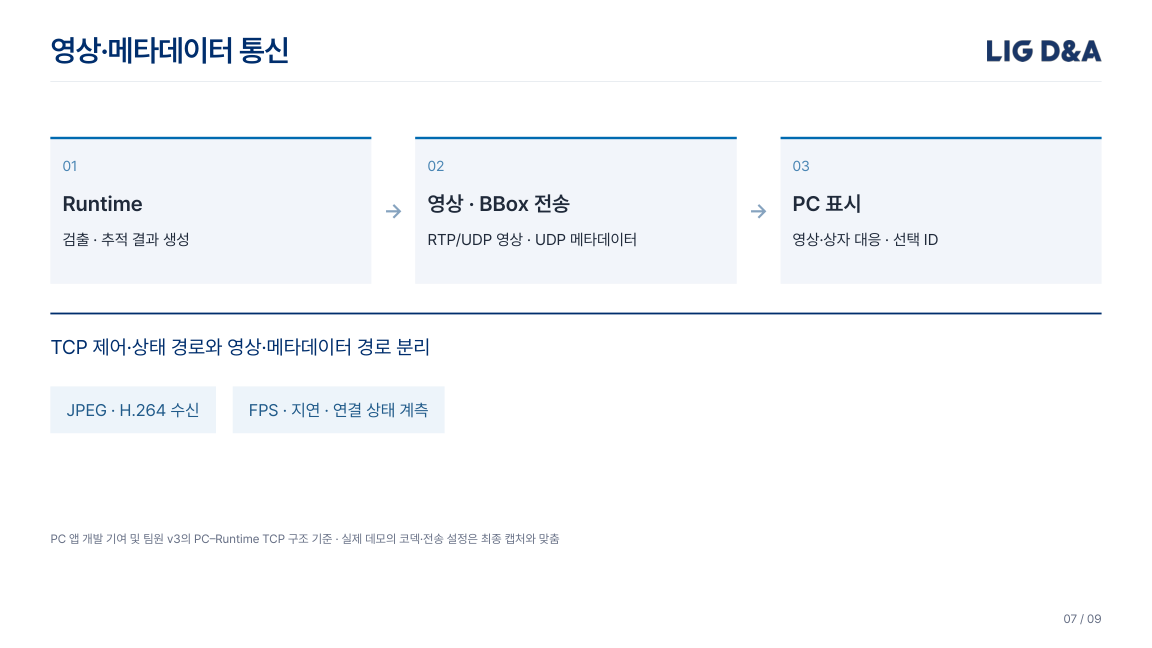 영상·메타데이터 통신
LIG D&A
01
Runtime
검출 · 추적 결과 생성
→
02
영상 · BBox 전송
RTP/UDP 영상 · UDP 메타데이터
→
03
PC 표시
영상·상자 대응 · 선택 ID
TCP 제어·상태 경로와 영상·메타데이터 경로 분리
JPEG · H.264 수신
FPS · 지연 · 연결 상태 계측
PC 앱 개발 기여 및 팀원 v3의 PC–Runtime TCP 구조 기준 · 실제 데모의 코덱·전송 설정은 최종 캡처와 맞춤
07 / 09